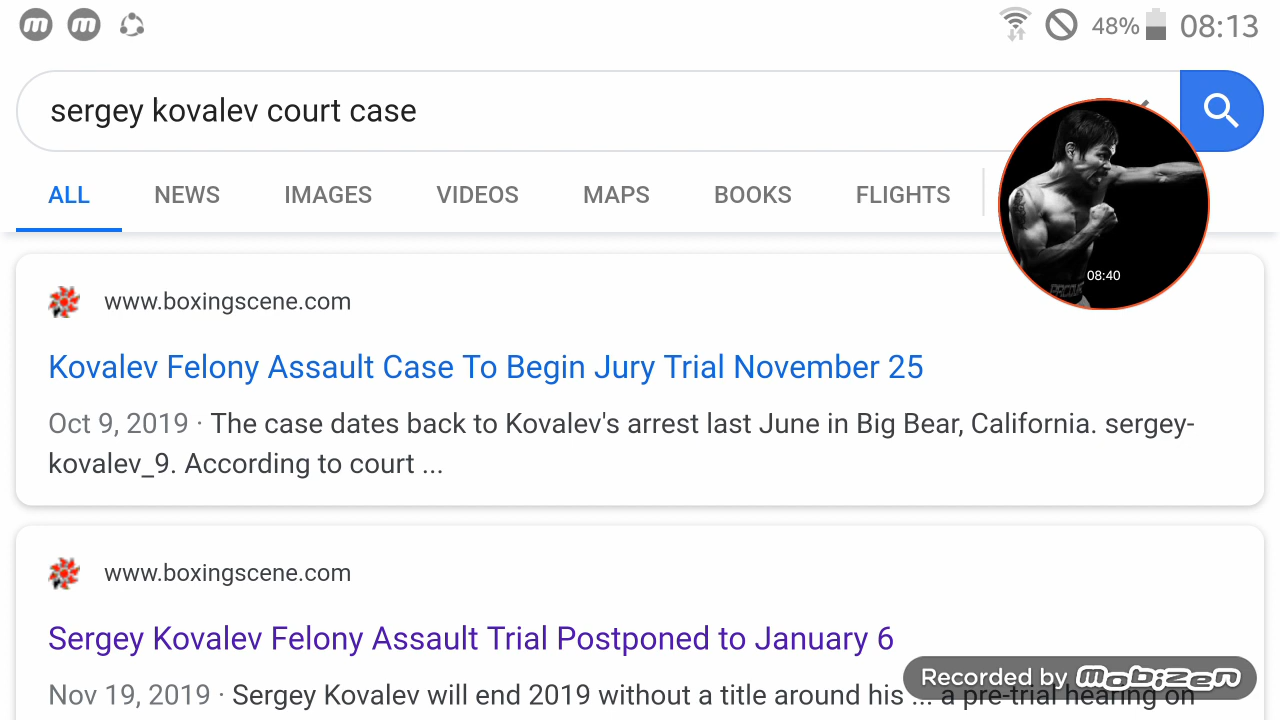 48% 08:13
sergey kovalev court case
ALL NEWS IMAGES VIDEOS MAPS BOOKS FLIGHTS
08:40
www.boxingscene.com
Kovalev Felony Assault Case To Begin Jury Trial November 25
Oct 9, 2019 · The case dates back to Kovalev's arrest last June in Big Bear, California. sergey-
kovalev_9. According to court ...
www.boxingscene.com
Sergey Kovalev Felony Assault Trial Postponed to January 6
Recorded by mobizen
Nov 19, 2019 · Sergey Kovalev will end 2019 without a title around his ... a pre-trial hearing on